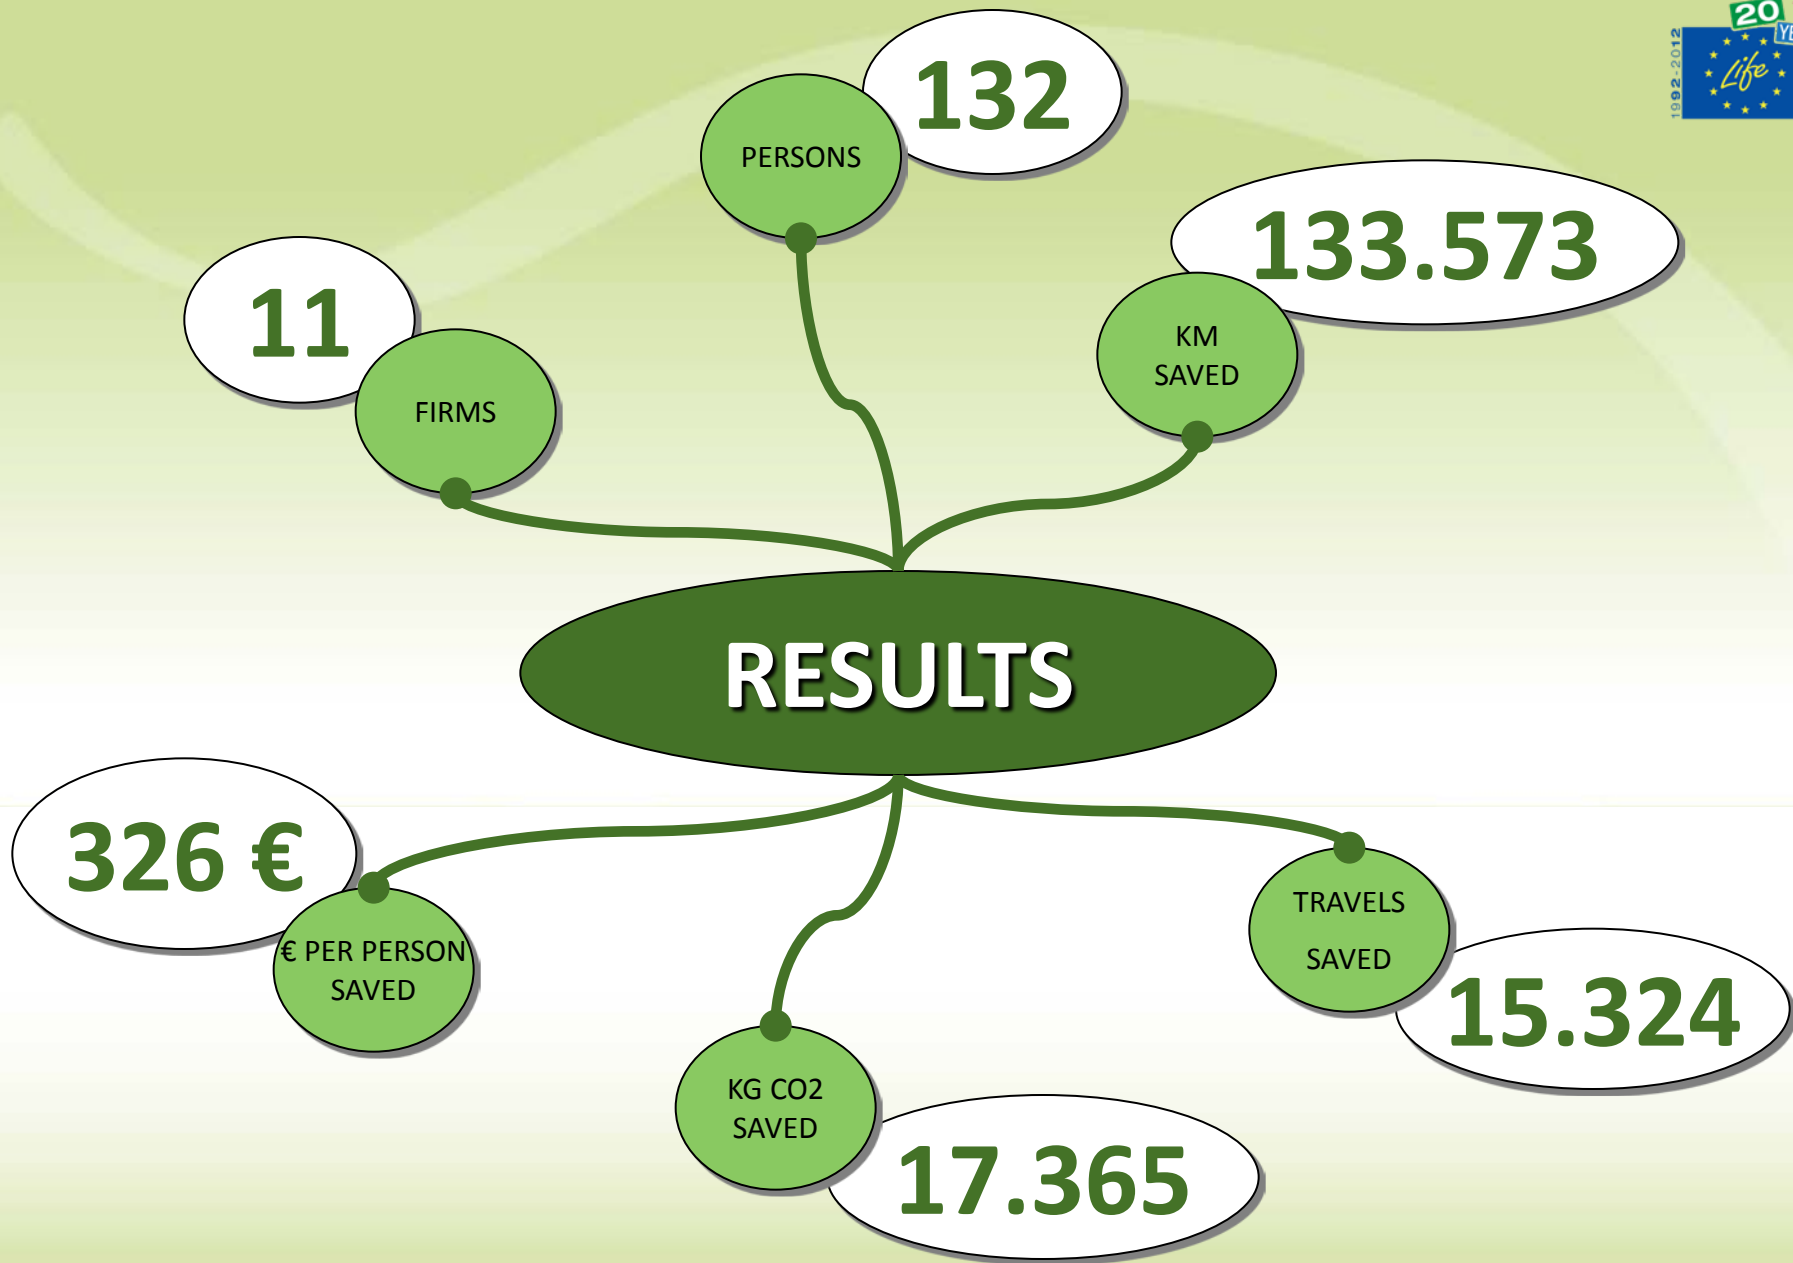 20
YE
1992-2012
Life
132
PERSONS
133.573
KM
SAVED
11
FIRMS
RESULTS
326 €
€ PER PERSON
SAVED
TRAVELS
SAVED
15.324
KG CO2
SAVED
17.365